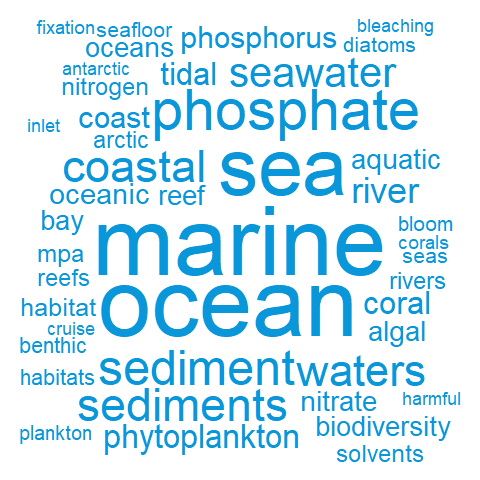 fixation seafloor bleaching
oceans phosphorus diatoms
antarctic tidal seawater
nitrogen phosphate
inlet coast
arctic sea
coastal aquatic
oceanic reef river
bay marine bloom
mpa corals
reefs ocean seas
habitat rivers
cruise coral
benthic algal
habitats sediment waters
sediments nitrate harmful
plankton phytoplankton biodiversity
solvents